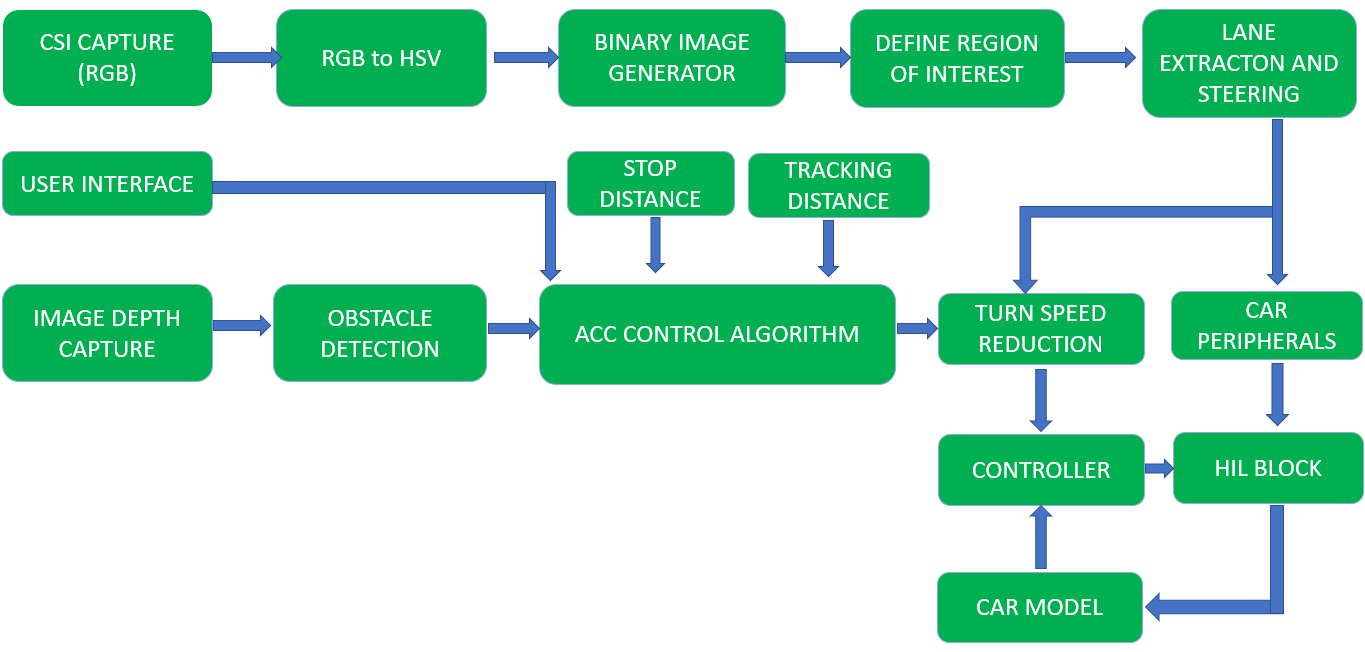 CSI CAPTURE
(RGB)
RGB to HSV
BINARY IMAGE
GENERATOR
DEFINE REGION
OF INTEREST
LANE
EXTRACTON AND
STEERING
USER INTERFACE
STOP
DISTANCE
TRACKING
DISTANCE
IMAGE DEPTH
CAPTURE
OBSTACLE
DETECTION
ACC CONTROL ALGORITHM
TURN SPEED
REDUCTION
CAR
PERIPHERALS
CONTROLLER
HIL BLOCK
CAR MODEL